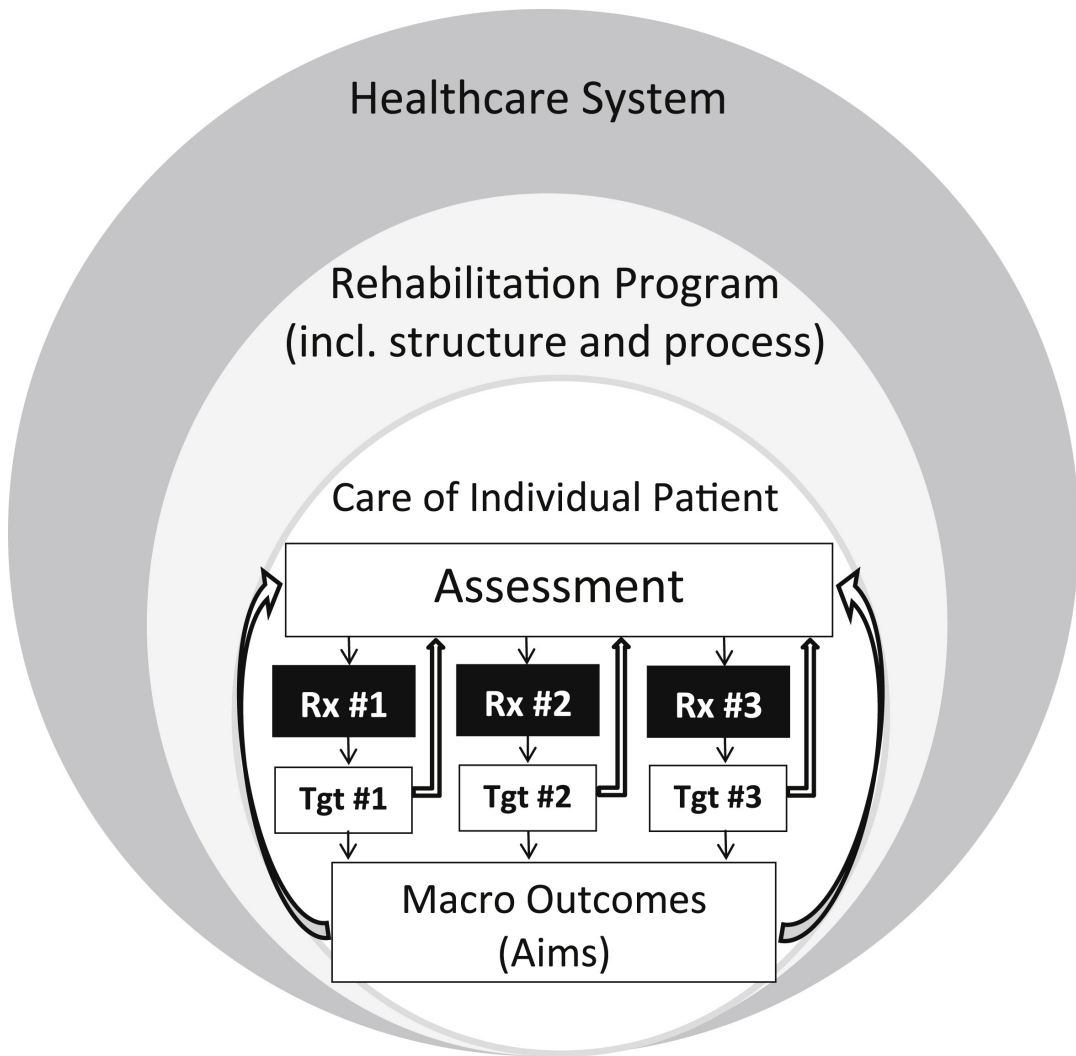 Healthcare System
Rehabilitation Program
(incl. structure and process)
Care of Individual Patient
Assessment
Rx #1
Rx #2
Rx #3
Tgt #1
Tgt #2
Tgt #3
Macro Outcomes
(Aims)